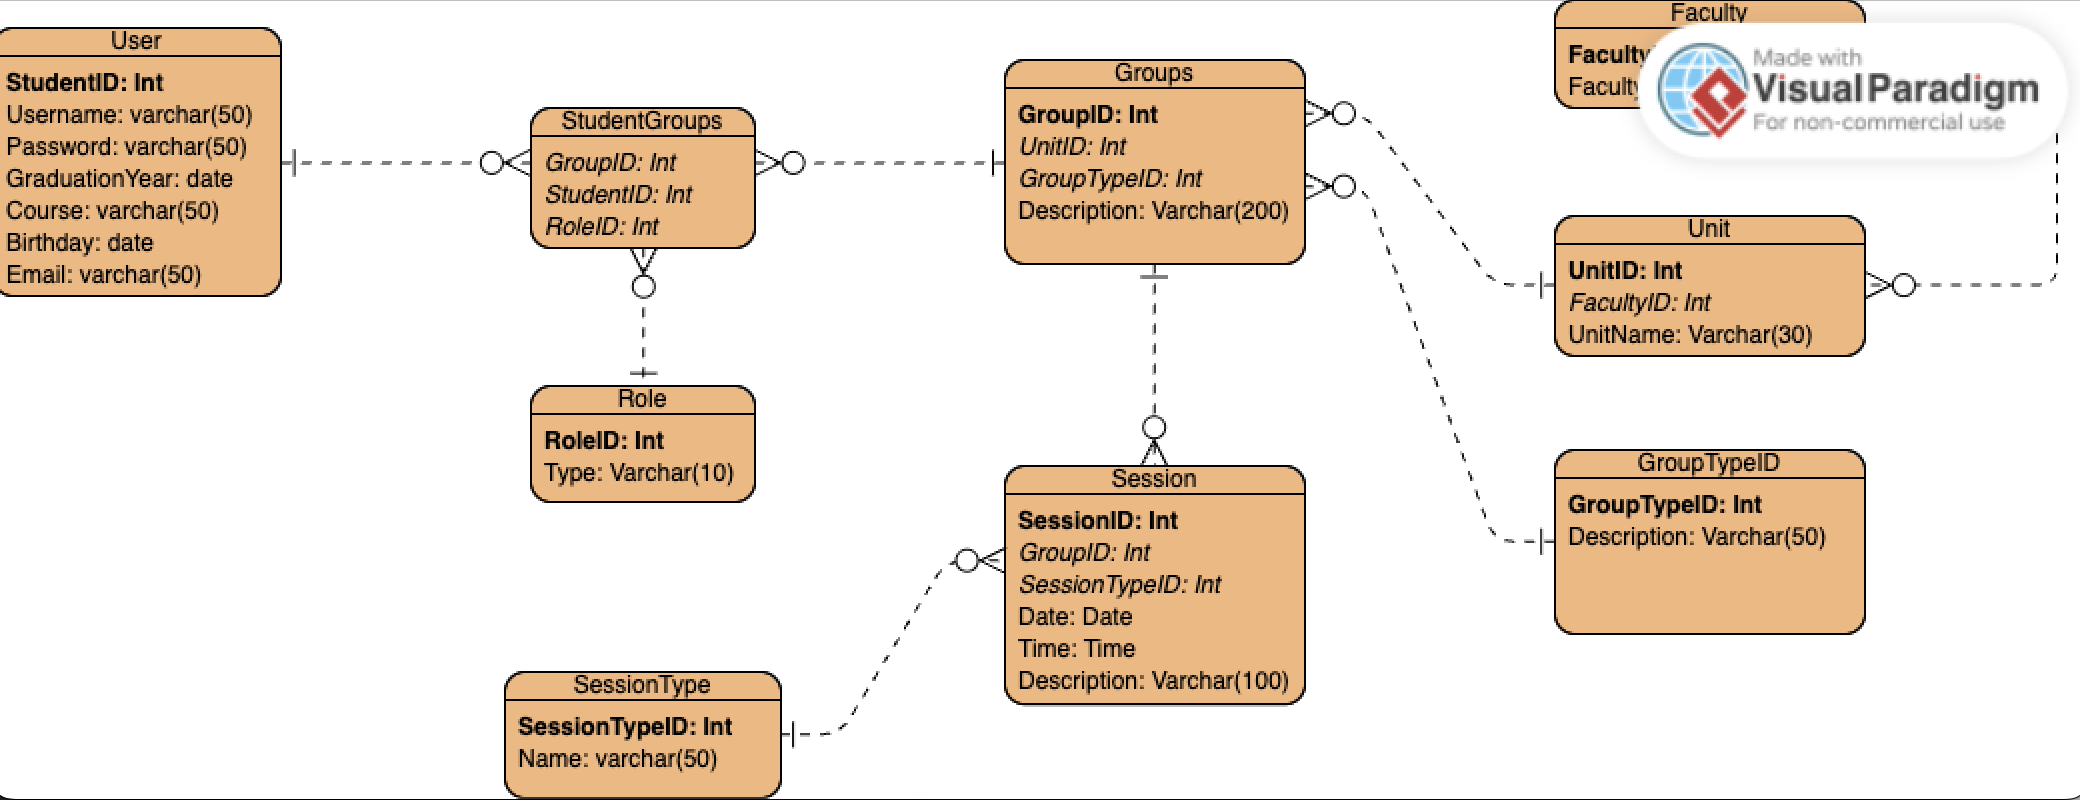 User
StudentID: Int
Username: varchar(50)
Password: varchar(50)
GraduationYear: date
Course: varchar(50)
Birthday: date
Email: varchar(50)
StudentGroups
GroupID: Int
StudentID: Int
RoleID: Int
Role
RoleID: Int
Type: Varchar(10)
SessionType
SessionTypeID: Int
Name: varchar(50)
Groups
GroupID: Int
UnitID: Int
GroupTypeID: Int
Description: Varchar(200)
Session
SessionID: Int
GroupID: Int
SessionTypeID: Int
Date: Date
Time: Time
Description: Varchar(100)
Faculty
Faculty
Faculty
Made with
Visual Paradigm
For non-commercial use
Unit
UnitID: Int
FacultyID: Int
UnitName: Varchar(30)
GroupTypeID
GroupTypeID: Int
Description: Varchar(50)